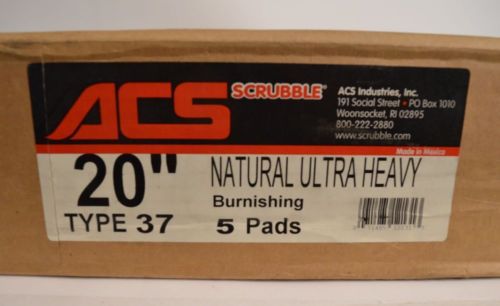 ACS
SCRUBBLE®
ACS Industries, Inc.
191 Social Street • PO Box 1010
Woonsocket, RI 02895
800-222-2880
www.scrubble.com
Made in Mexico
20"
NATURAL ULTRA HEAVY
Burnishing
TYPE 37
5 Pads